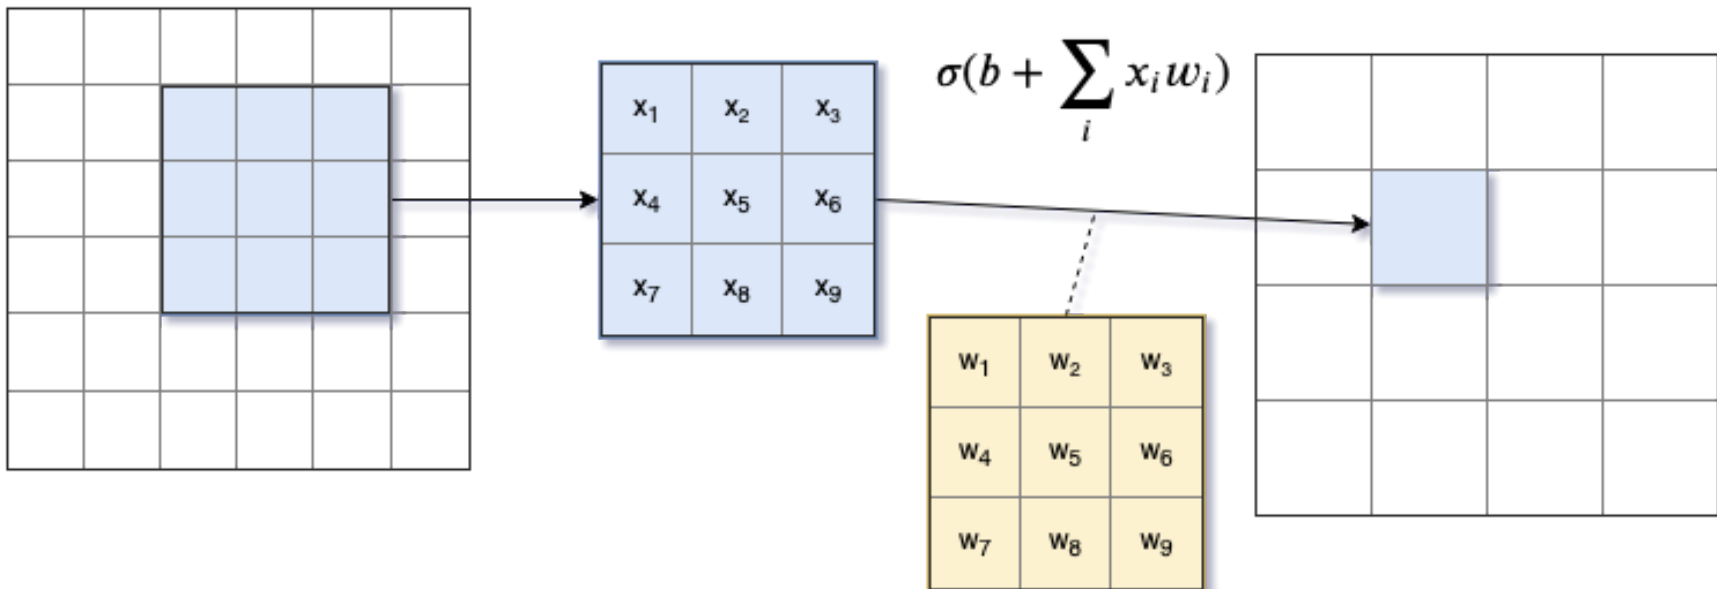 σ(b + ∑ xᵢwᵢ)
i
x₁ x₂ x₃
x₄ x₅ x₆
x₇ x₈ x₉
w₁ w₂ w₃
w₄ w₅ w₆
w₇ w₈ w₉